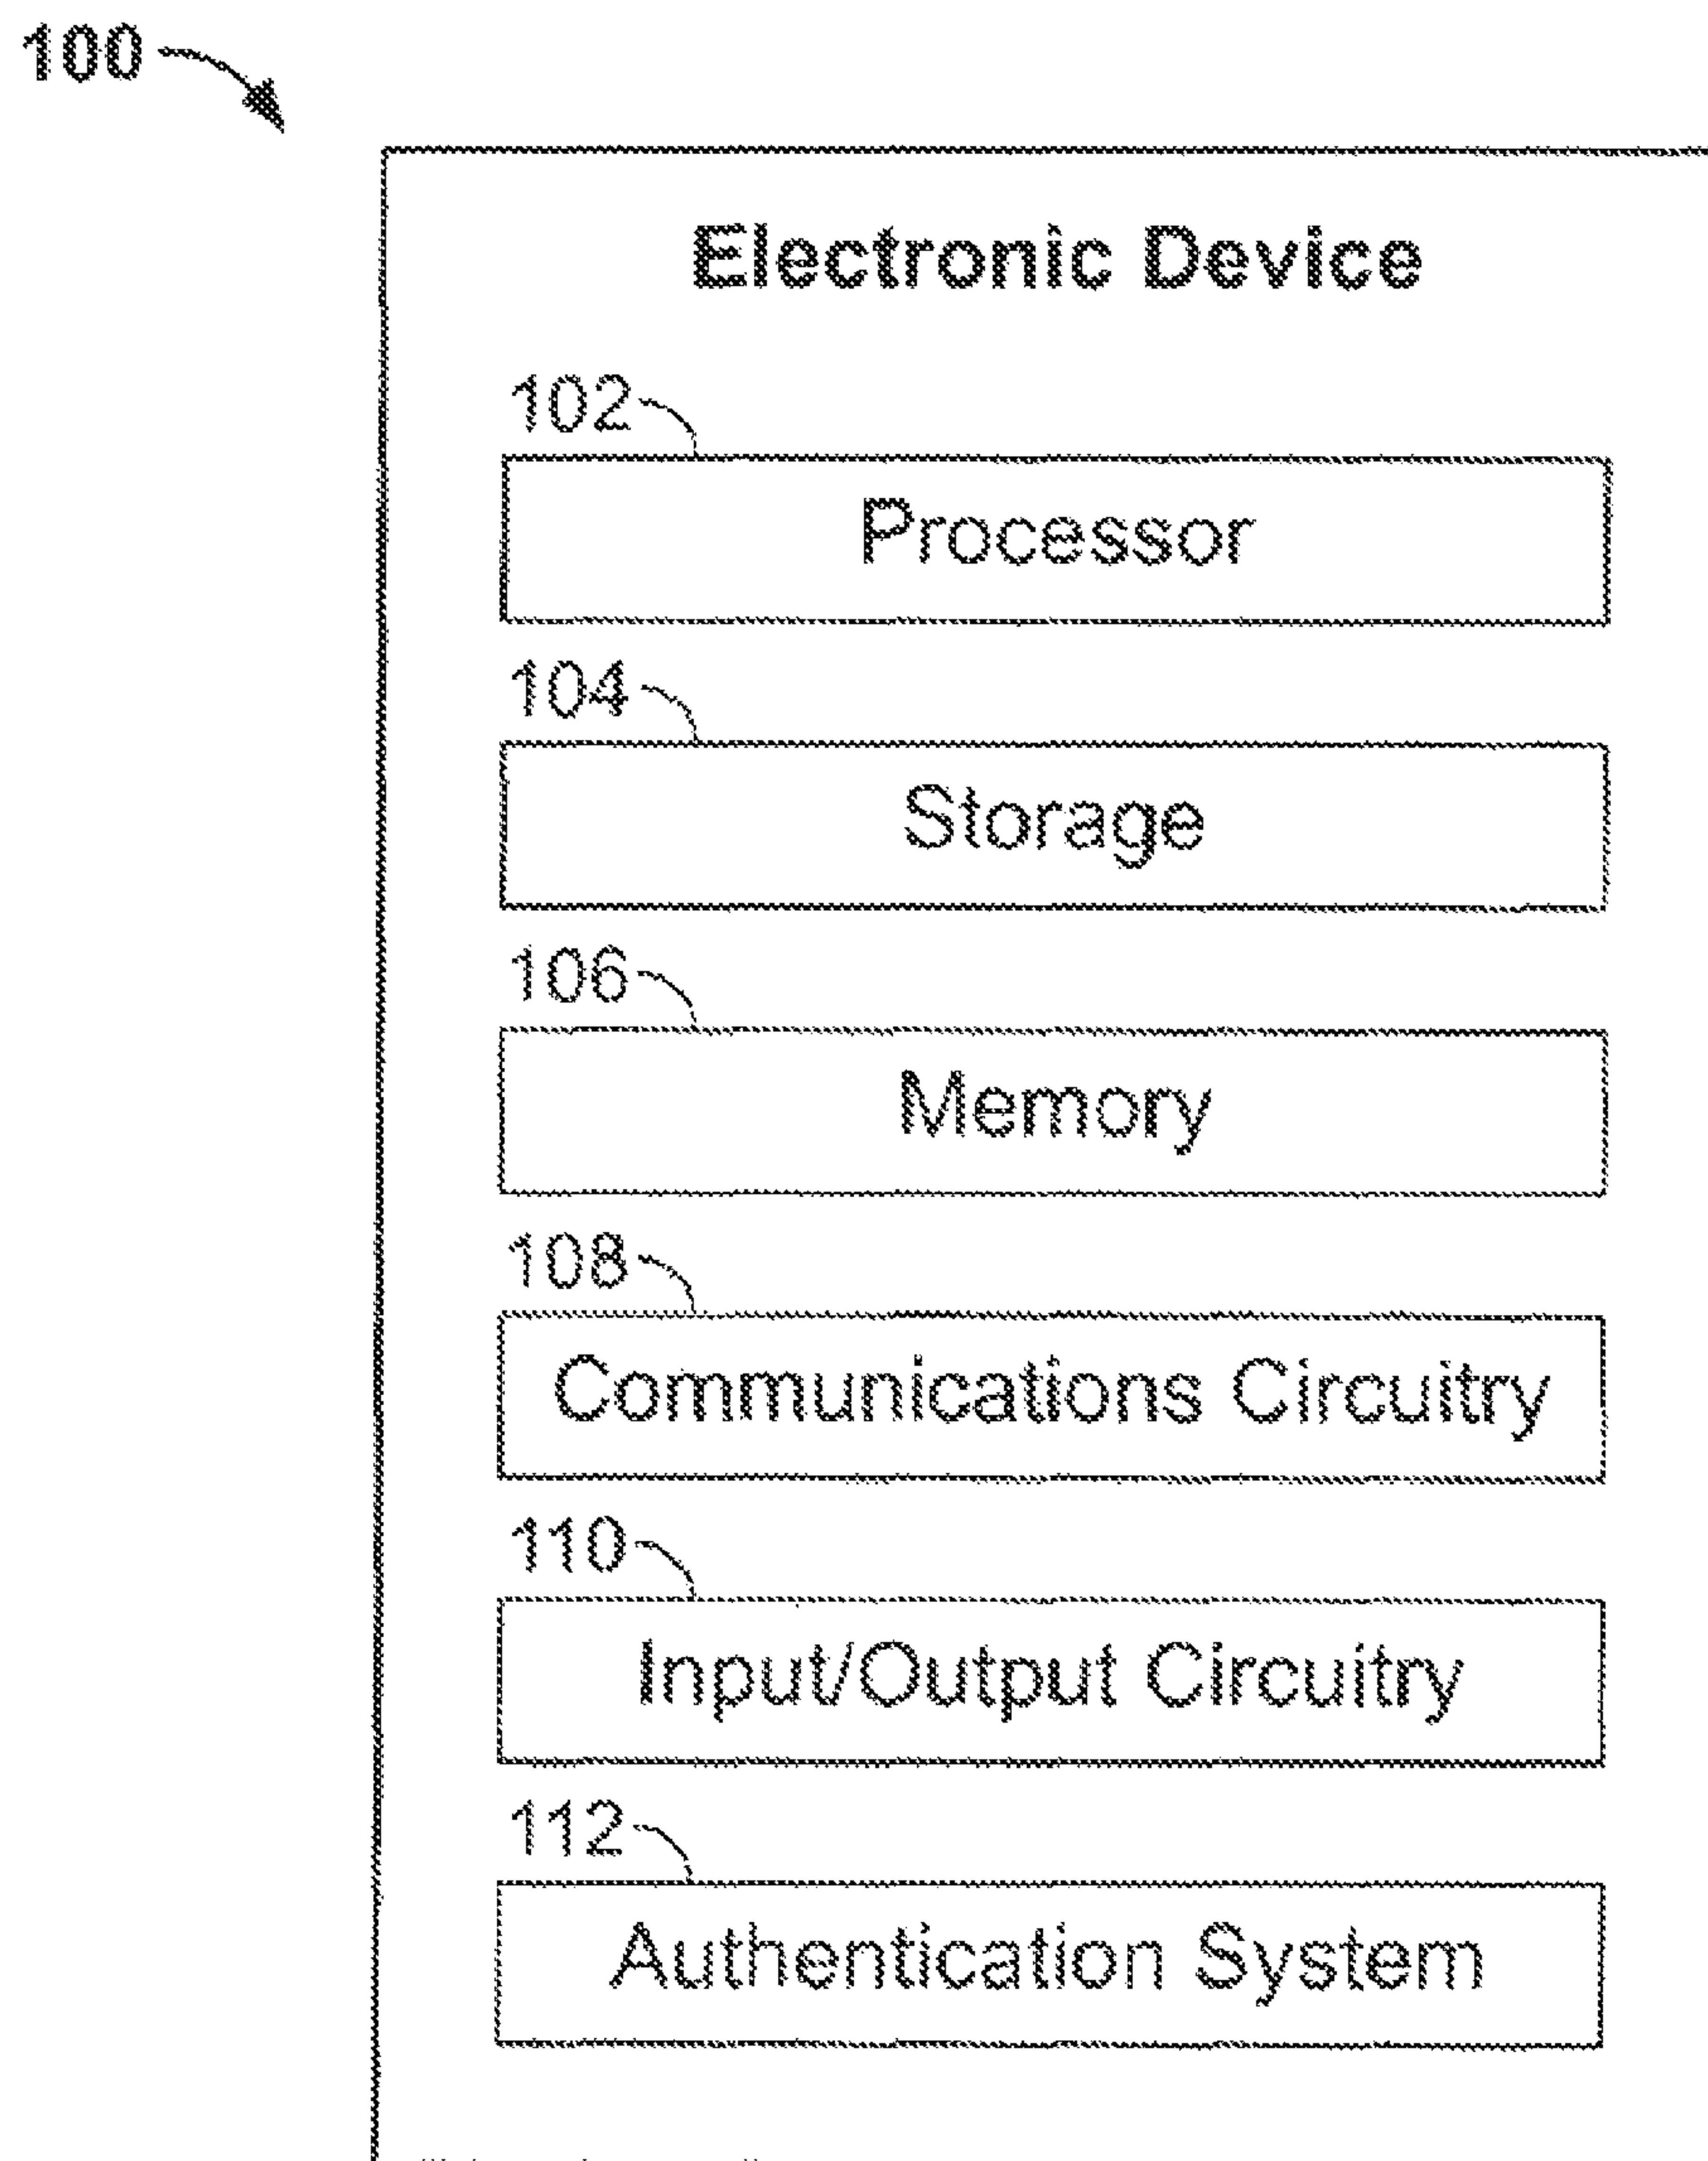 100
Electronic Device
102
Processor
104
Storage
106
Memory
108
Communications Circuitry
110
Input/Output Circuitry
112
Authentication System